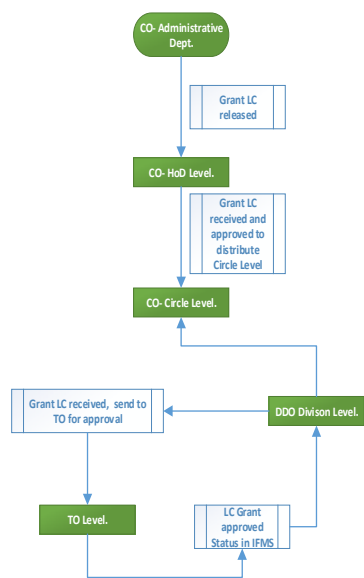 CO- Administrative
Dept.
Grant LC
released
CO- HoD Level.
Grant LC
received and
approved to
distribute
Circle Level
CO- Circle Level.
Grant LC received, send to
TO for approval
DDO Divison Level.
TO Level.
LC Grant
approved
Status in IFMS